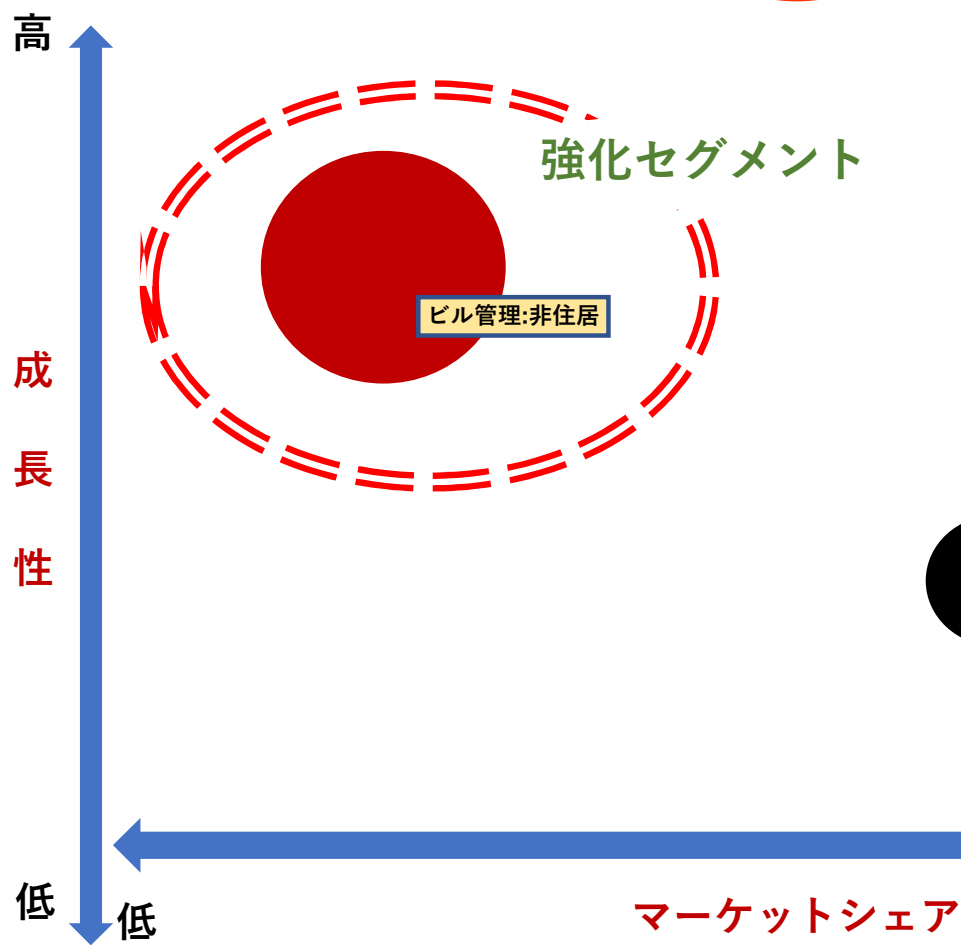 高
強化セグメント
ビル管理:非住居
成
長
性
低
低
マーケットシェア